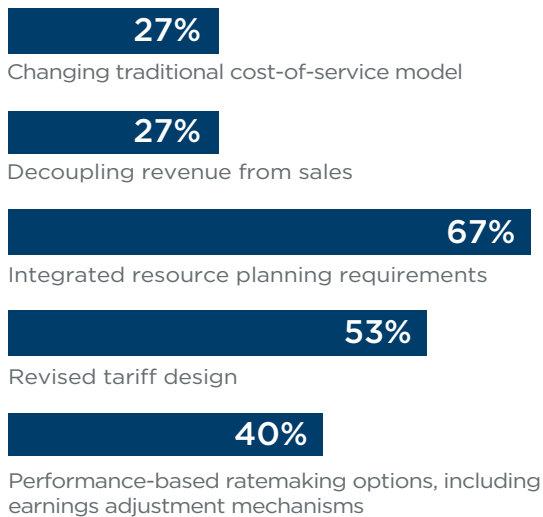 27%
Changing traditional cost-of-service model
27%
Decoupling revenue from sales
67%
Integrated resource planning requirements
53%
Revised tariff design
40%
Performance-based ratemaking options, including
earnings adjustment mechanisms